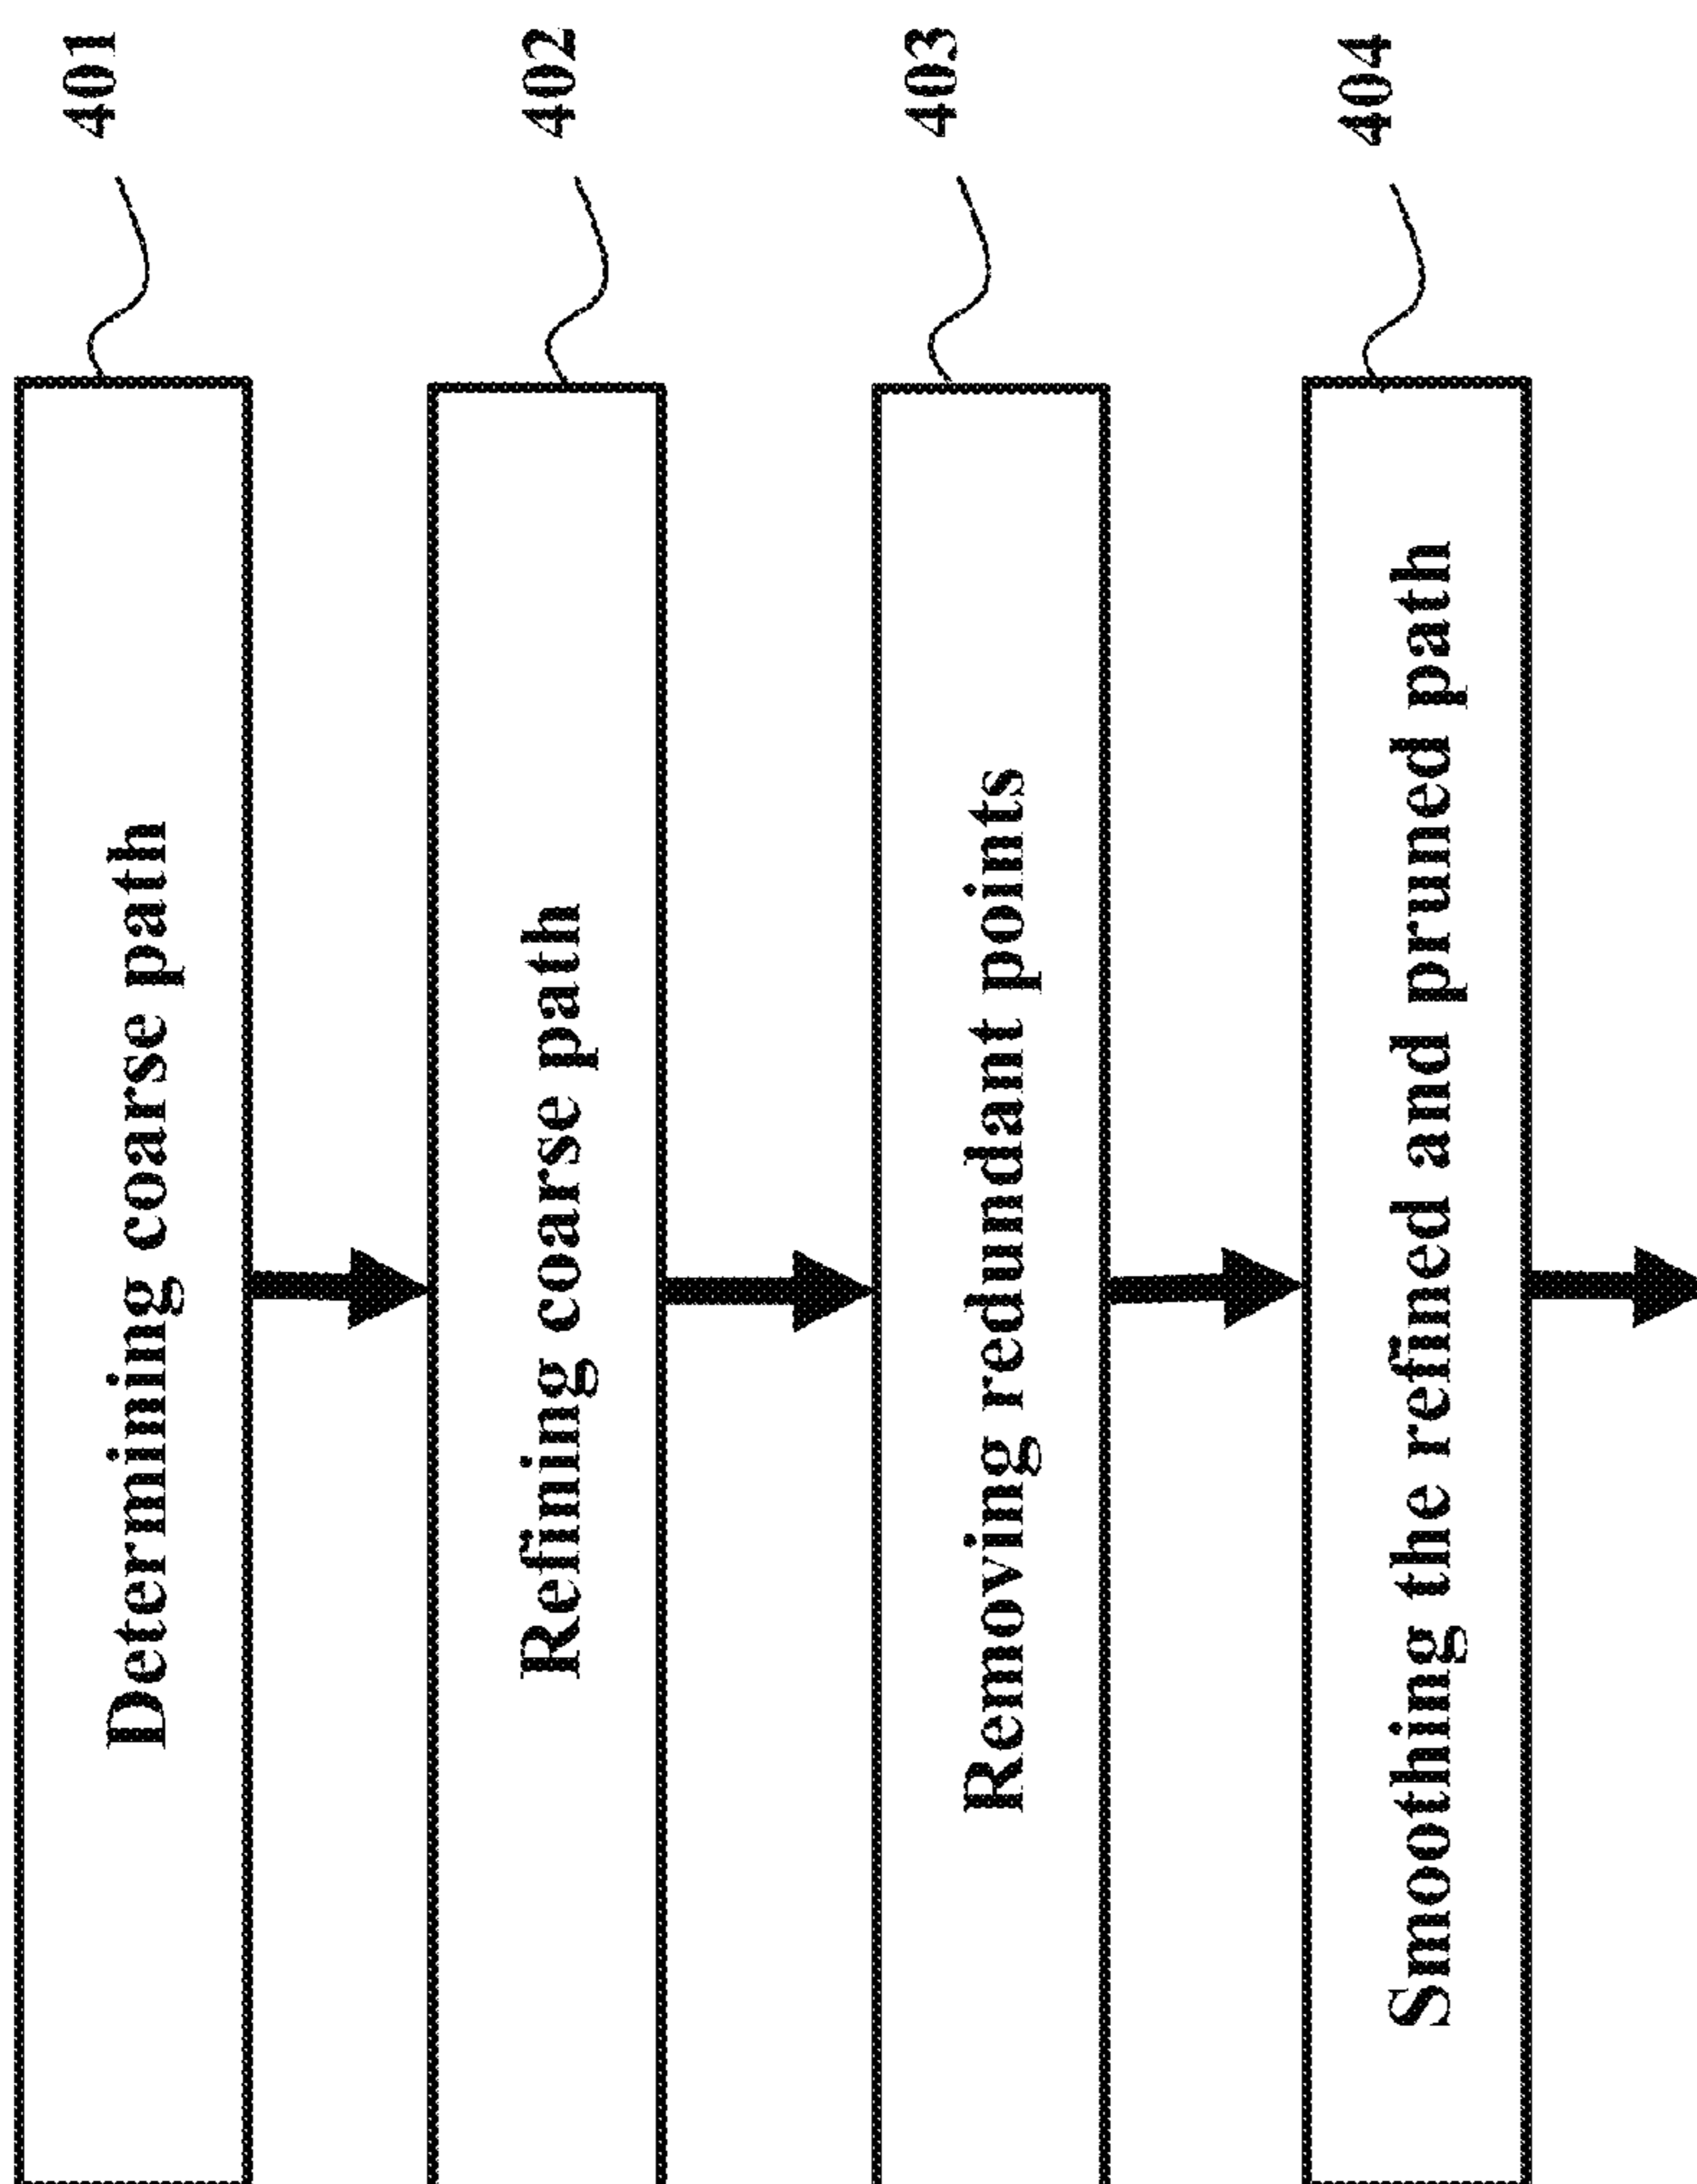 Determining coarse path
401
Refining coarse path
402
Removing redundant points
403
Smoothing the refined and pruned path
404